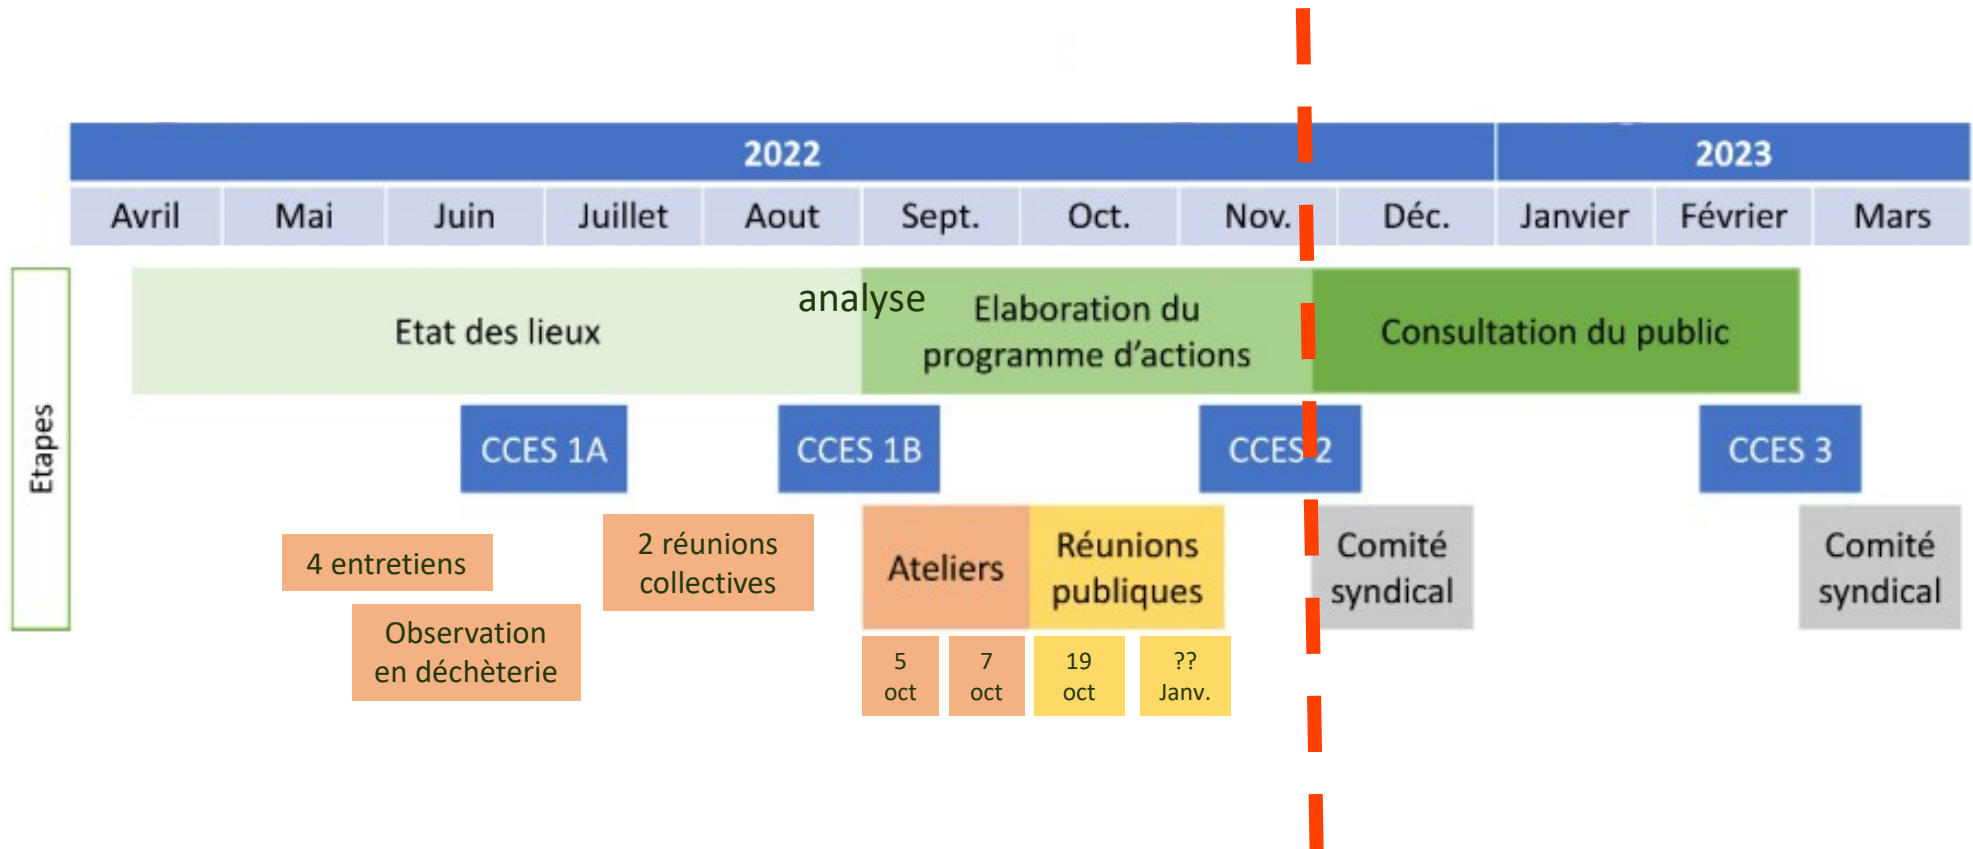 2022
2023
Avril
Mai
Juin
Juillet
Aout
Sept.
Oct.
Nov.
Déc.
Janvier
Février
Mars
Etapes
Etat des lieux
analyse
Elaboration du
programme d'actions
Consultation du public
CCES 1A
CCES 1B
CCES 2
CCES 3
4 entretiens
Observation
en déchèterie
2 réunions
collectives
Ateliers
Réunions
publiques
Comité
syndical
Comité
syndical
5
oct
7
oct
19
oct
??
Janv.